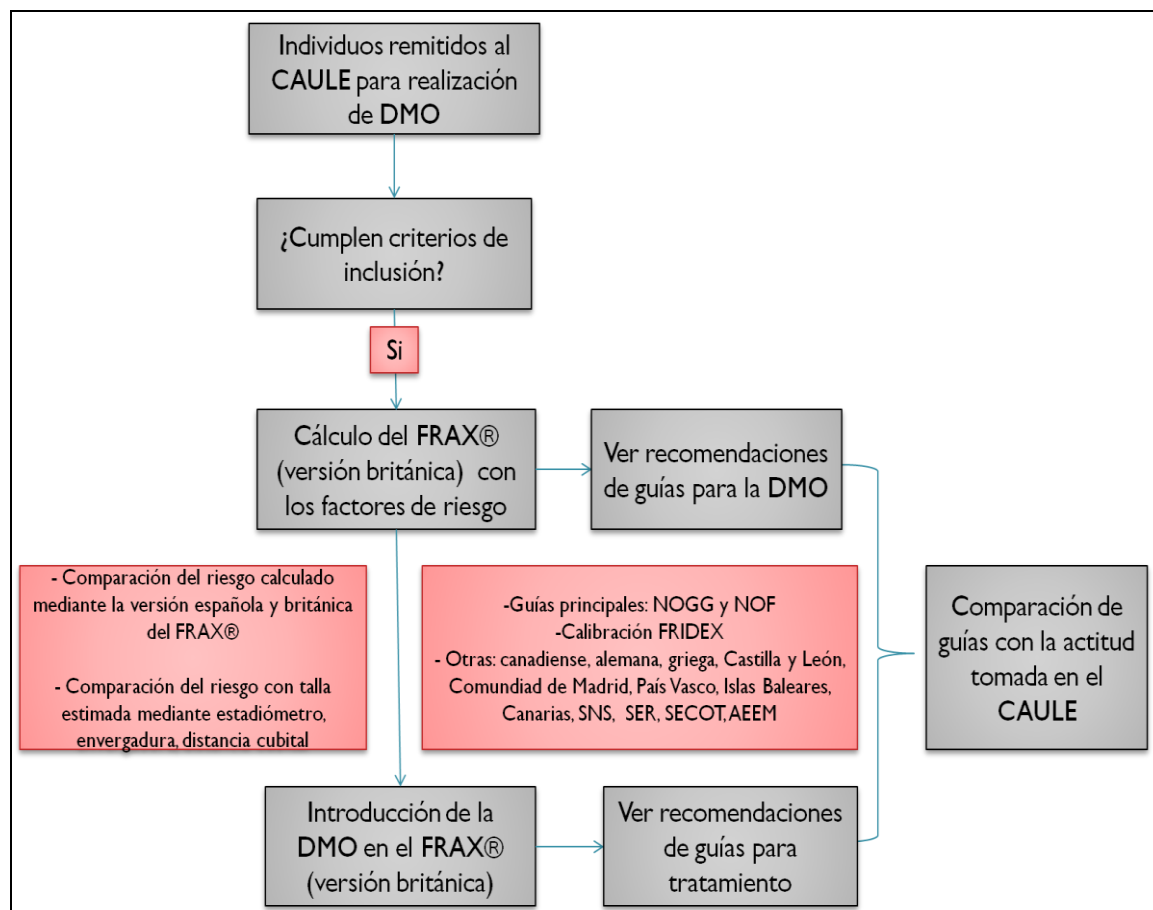 Individuos remitidos al
CAULE para realización
de DMO
¿Cumplen criterios de
inclusión?
Si
Cálculo del FRAX®
(versión británica) con
los factores de riesgo
Ver recomendaciones
de guías para la DMO
- Comparación del riesgo calculado
mediante la versión española y británica
del FRAX®
- Comparación del riesgo con talla
estimada mediante estadiómetro,
envergadura, distancia cubital
-Guías principales: NOGG y NOF
-Calibración FRIDEX
- Otras: canadiense, alemana, griega, Castilla y León,
Comundiad de Madrid, País Vasco, Islas Baleares,
Canarias, SNS, SER, SECOT, AEEM
Comparación de
guías con la actitud
tomada en el
CAULE
Introducción de la
DMO en el FRAX®
(versión británica)
Ver recomendaciones
de guías para
tratamiento